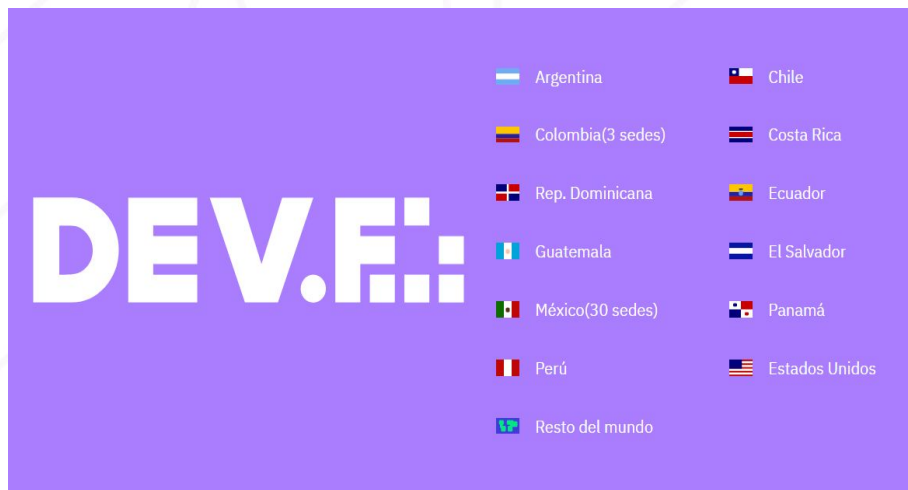 DEV.F
Argentina
Chile
Colombia(3 sedes)
Costa Rica
Rep. Dominicana
Ecuador
Guatemala
El Salvador
México(30 sedes)
Panamá
Perú
Estados Unidos
Resto del mundo